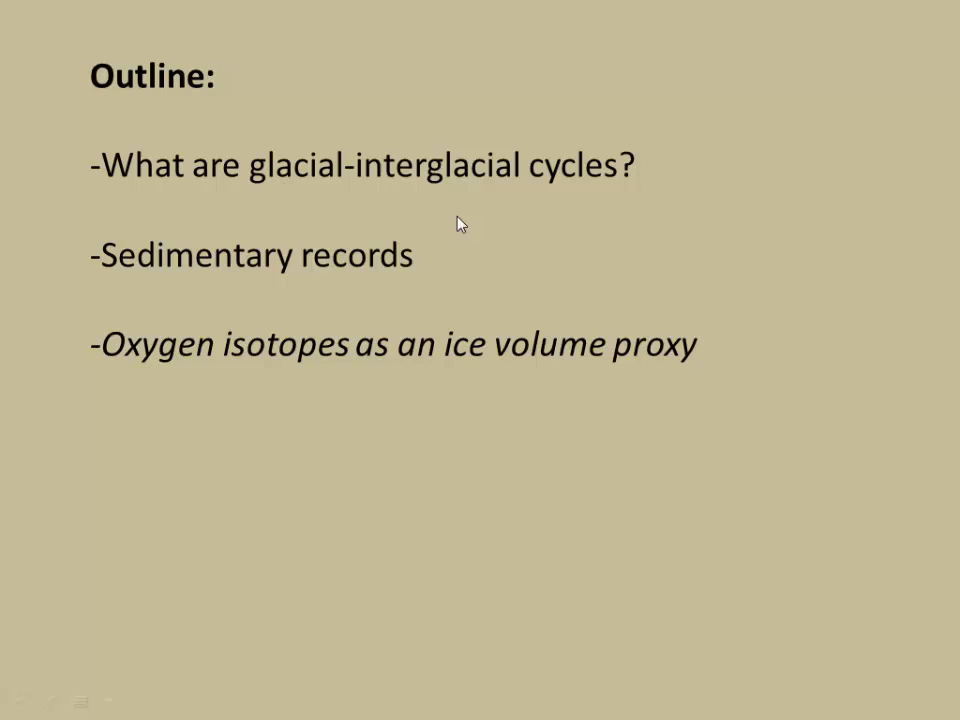 Outline:
-What are glacial-interglacial cycles?
-Sedimentary records
-Oxygen isotopes as an ice volume proxy